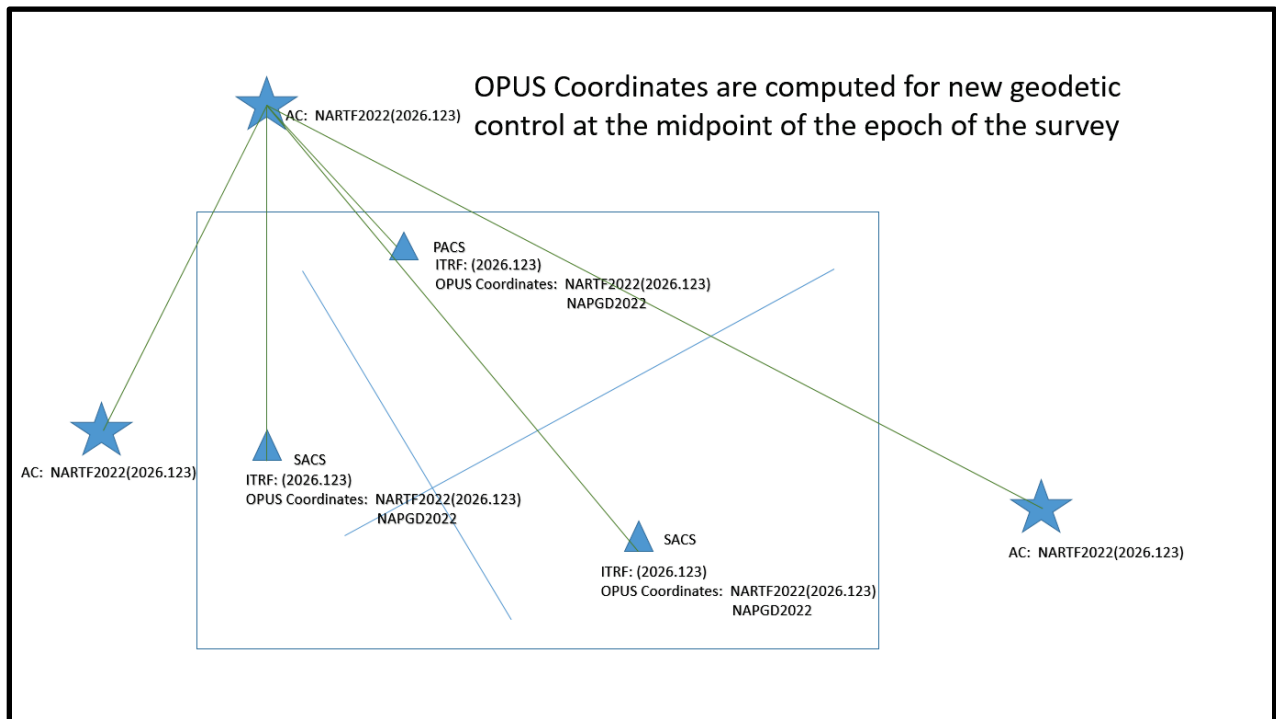 OPUS Coordinates are computed for new geodetic
control at the midpoint of the epoch of the survey
AC: NARTF2022(2026.123)
PACS
ITRF: (2026.123)
OPUS Coordinates: NARTF2022(2026.123)
NAPGD2022
AC: NARTF2022(2026.123)
SACS
ITRF: (2026.123)
OPUS Coordinates: NARTF2022(2026.123)
NAPGD2022
SACS
ITRF: (2026.123)
OPUS Coordinates: NARTF2022(2026.123)
NAPGD2022
AC: NARTF2022(2026.123)